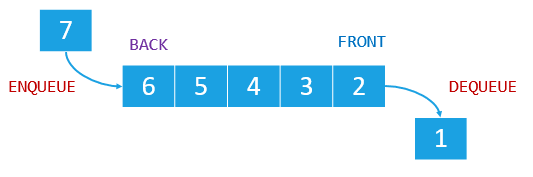 7
BACK
FRONT
ENQUEUE
6 5 4 3 2
DEQUEUE
1